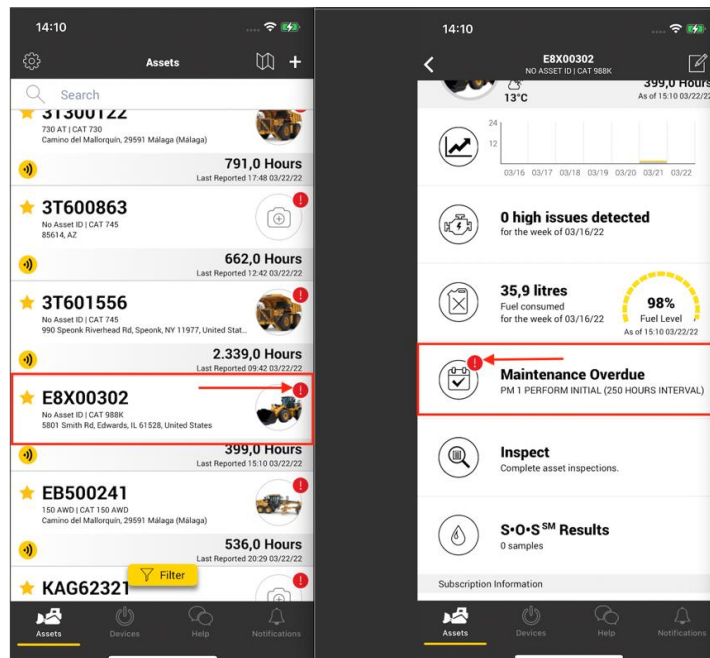 14:10
Assets
Search
31300122
730 AT | CAT 730
Camino del Mallorquín, 29591 Málaga (Málaga)
791,0 Hours
Last Reported 17:48 03/22/22
3T600863
No Asset ID | CAT 745
85614, AZ
662,0 Hours
Last Reported 12:42 03/22/22
3T601556
No Asset ID | CAT 745
990 Speonk Riverhead Rd, Speonk, NY 11977, United Stat...
2.339,0 Hours
Last Reported 09:42 03/22/22
E8X00302
No Asset ID | CAT 988K
5801 Smith Rd, Edwards, IL 61528, United States
399,0 Hours
Last Reported 15:10 03/22/22
EB500241
150 AWD | CAT 150 AWD
Camino del Mallorquín, 29591 Málaga (Málaga)
536,0 Hours
Last Reported 20:29 03/22/22
Filter
KAG62321
Assets
Devices
Help
Notifications
14:10
E8X00302
NO ASSET ID | CAT 988K
13°C
399,0 Hours
As of 15:10 03/22/22
24
12
03/16 03/17 03/18 03/19 03/20 03/21 03/22
0 high issues detected
for the week of 03/16/22
35,9 litres
Fuel consumed
for the week of 03/16/22
98%
Fuel Level
As of 15:10 03/22/22
Maintenance Overdue
PM 1 PERFORM INITIAL (250 HOURS INTERVAL)
Inspect
Complete asset inspections.
S•O•S℠ Results
0 samples
Subscription Information
Assets
Devices
Help
Notifications